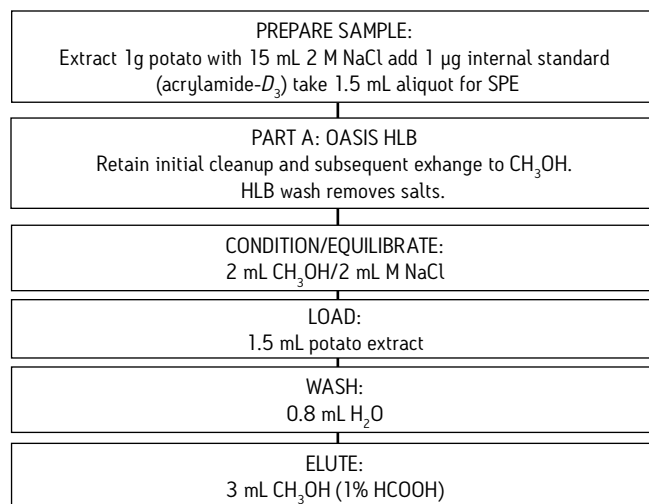 PREPARE SAMPLE:
Extract 1g potato with 15 mL 2 M NaCl add 1 µg internal standard
(acrylamide-D₃) take 1.5 mL aliquot for SPE
PART A: OASIS HLB
Retain initial cleanup and subsequent exhange to CH₃OH.
HLB wash removes salts.
CONDITION/EQUILIBRATE:
2 mL CH₃OH/2 mL M NaCl
LOAD:
1.5 mL potato extract
WASH:
0.8 mL H₂O
ELUTE:
3 mL CH₃OH (1% HCOOH)